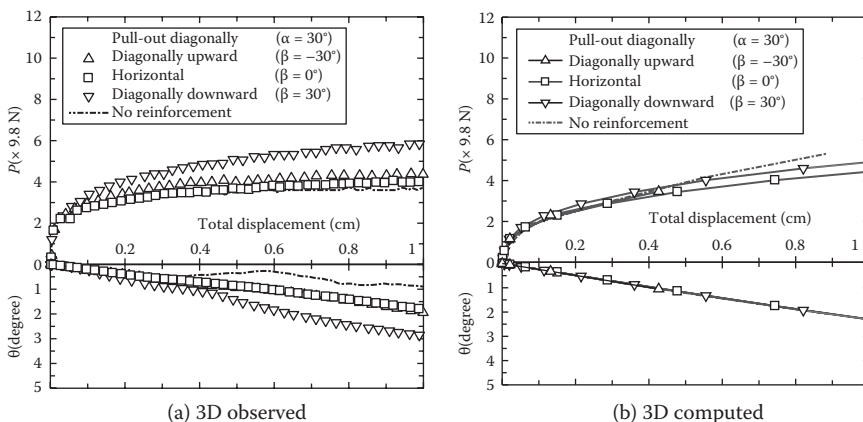 12
10
8
6
4
2
0
1
2
3
4
5
P(× 9.8 N)
θ(degree)
Pull-out diagonally (α = 30°)
Diagonally upward (β = −30°)
Horizontal (β = 0°)
Diagonally downward (β = 30°)
No reinforcement
Total displacement (cm)
0.2 0.4 0.6 0.8 1
(a) 3D observed
12
10
8
6
4
2
0
1
2
3
4
5
P(× 9.8 N)
θ(degree)
Pull-out diagonally (α = 30°)
Diagonally upward (β = −30°)
Horizontal (β = 0°)
Diagonally downward (β = 30°)
No reinforcement
Total displacement (cm)
0.2 0.4 0.6 0.8 1
(b) 3D computed